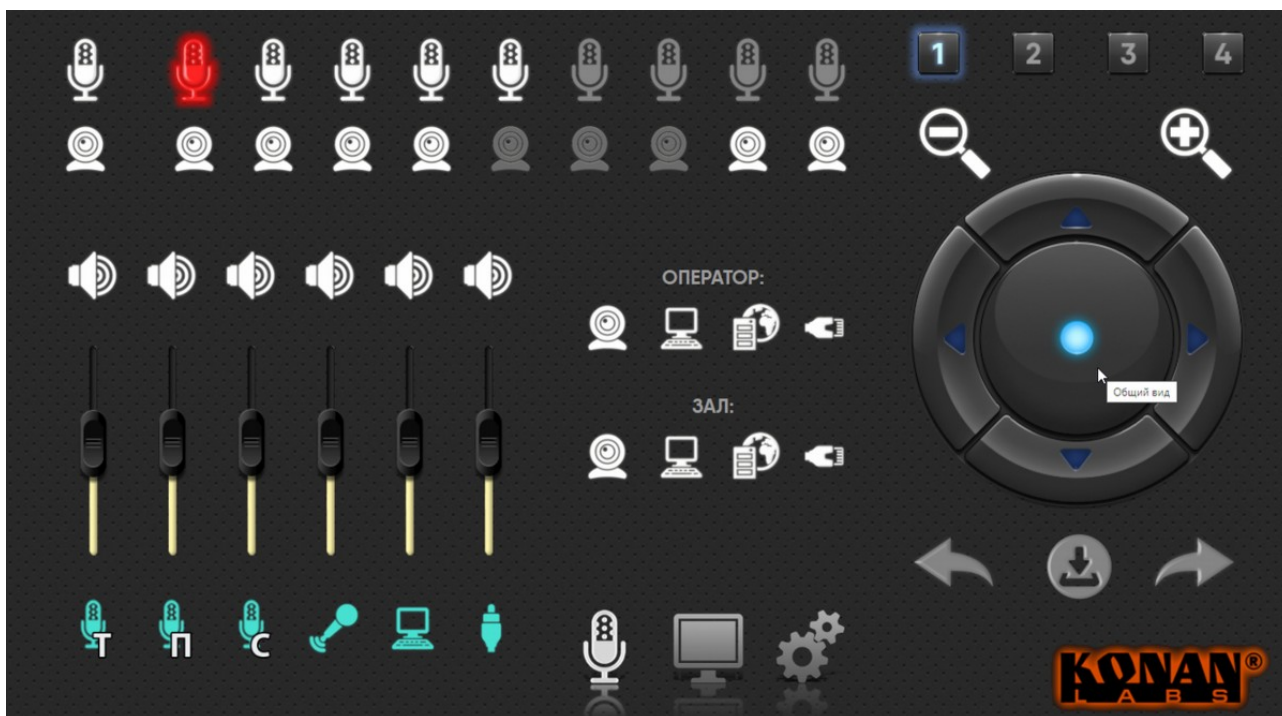 1 2 3 4
ОПЕРАТОР:
Общий вид
ЗАЛ:
Т П С
KONAN®
LABS